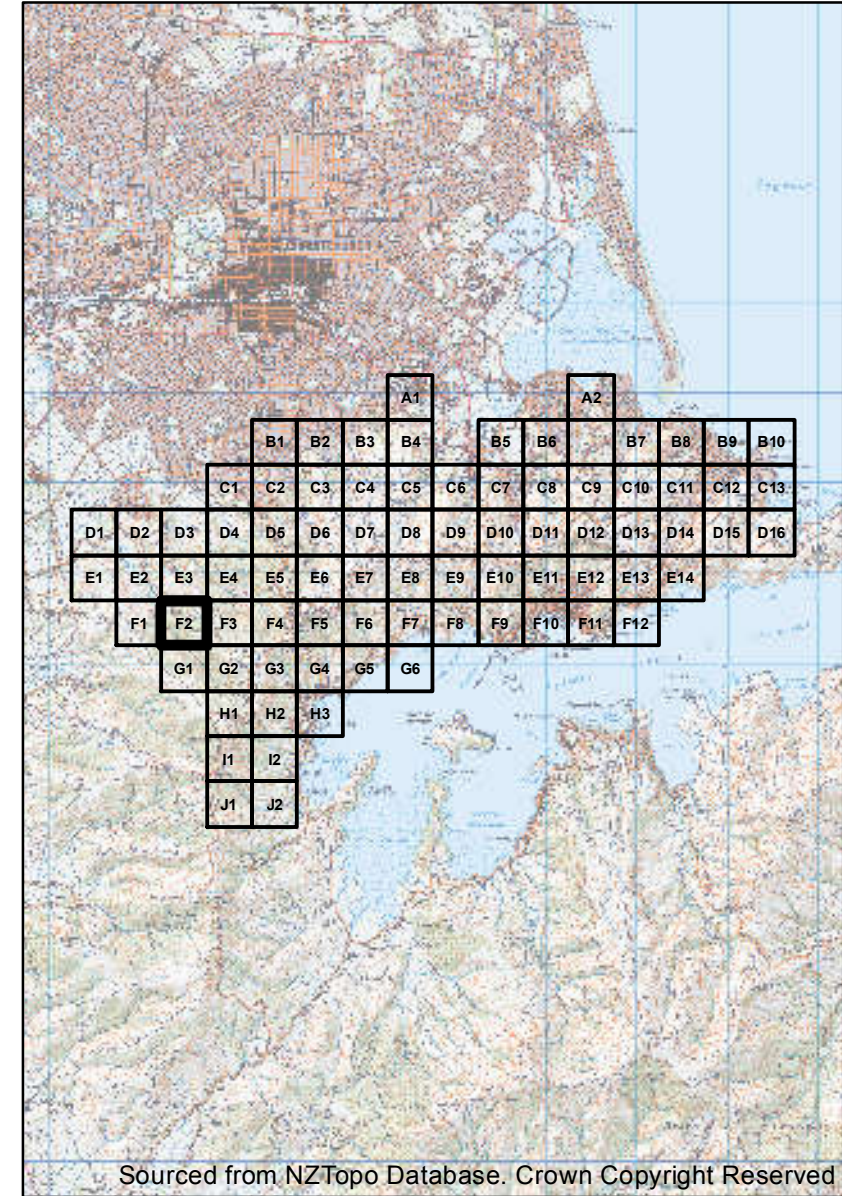 A1 A2
B1 B2 B3 B4 B5 B6 B7 B8 B9 B10
C1 C2 C3 C4 C5 C6 C7 C8 C9 C10 C11 C12 C13
D1 D2 D3 D4 D5 D6 D7 D8 D9 D10 D11 D12 D13 D14 D15 D16
E1 E2 E3 E4 E5 E6 E7 E8 E9 E10 E11 E12 E13 E14
F1 F2 F3 F4 F5 F6 F7 F8 F9 F10 F11 F12
G1 G2 G3 G4 G5 G6
H1 H2 H3
I1 I2
J1 J2
Sourced from NZTopo Database. Crown Copyright Reserved